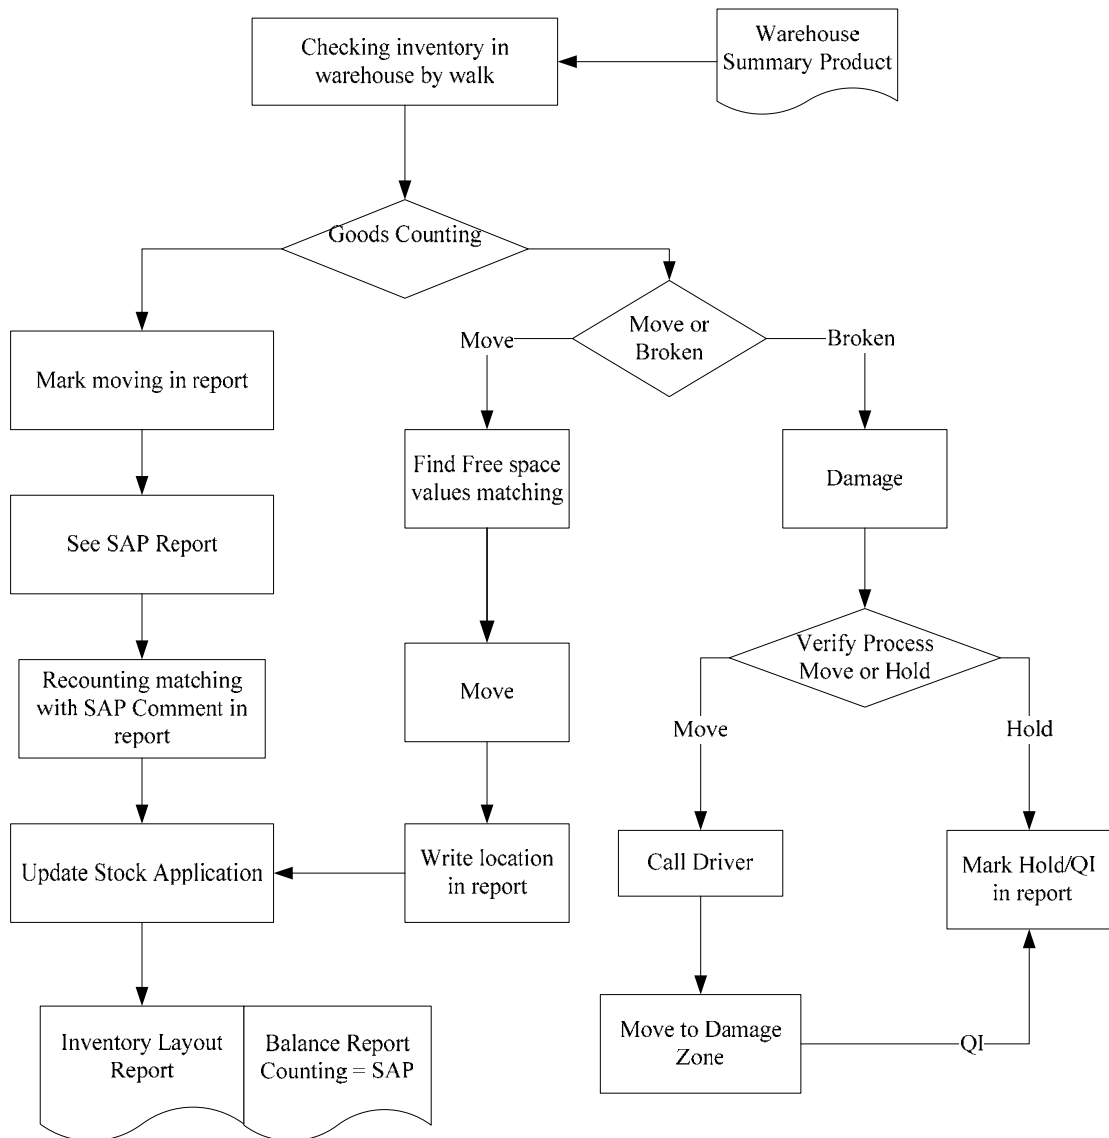 Checking inventory in
warehouse by walk
Warehouse
Summary Product
Goods Counting
Move or
Broken
Move
Broken
Mark moving in report
Find Free space
values matching
Damage
See SAP Report
Verify Process
Move or Hold
Recounting matching
with SAP Comment in
report
Move
Move
Hold
Update Stock Application
Write location
in report
Call Driver
Mark Hold/QI
in report
Inventory Layout
Report
Balance Report
Counting = SAP
Move to Damage
Zone
QI